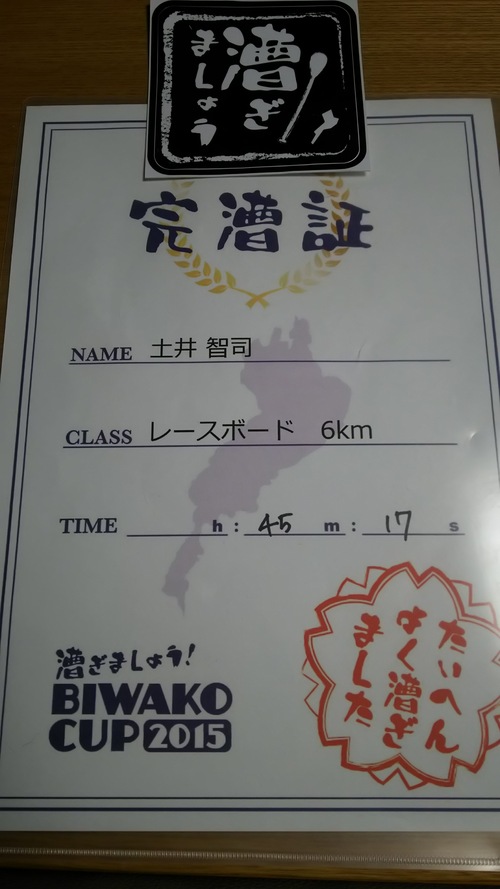 漕ぎ
ましょう
完漕証
NAME 土井 智司
CLASS レースボード 6km
TIME h : 45 m : 17 s
漕ぎましょう!
BIWAKO
CUP 2015
たいへん
よく漕ぎ
ました